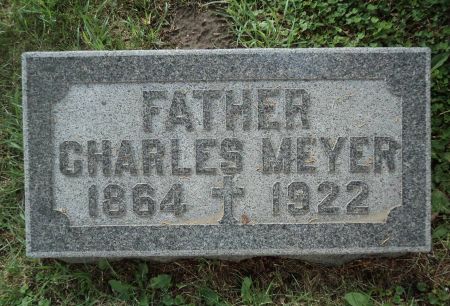 FATHER
CHARLES MEYER
1864 ✝ 1922